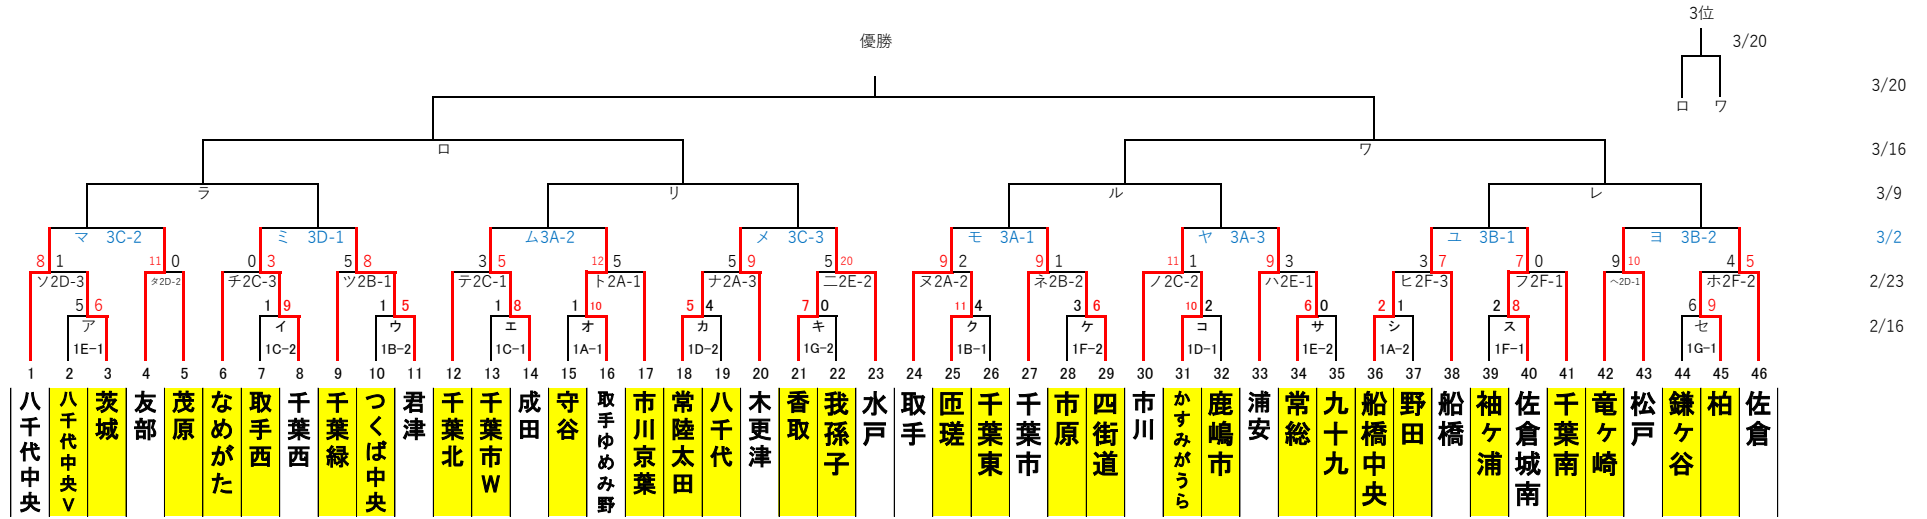 3位
優勝 3/20
3/20
ロ ワ
ロ ワ 3/16
ラ リ ル レ 3/9
マ 3C-2 ミ 3D-1 ム3A-2 メ 3C-3 モ 3A-1 ヤ 3A-3 ユ 3B-1 ヨ 3B-2 3/2
8 1 11 0 0 3 5 8 3 5 12 5 5 9 5 20 9 2 9 1 11 1 9 3 3 7 7 0 9 10 4 5
ソ2D-3 タ2D-2 チ2C-3 ツ2B-1 テ2C-1 ト2A-1 ナ2A-3 二2E-2 ヌ2A-2 ネ2B-2 ノ2C-2 ハ2E-1 ヒ2F-3 フ2F-1 ヘ2D-1 ホ2F-2 2/23
5 6 1 9 1 5 1 8 1 10 5 4 7 0 11 4 3 6 10 2 6 0 2 1 2 8 6 9
ア イ ウ エ オ カ キ ク ケ コ サ シ ス セ 2/16
1E-1 1C-2 1B-2 1C-1 1A-1 1D-2 1G-2 1B-1 1F-2 1D-1 1E-2 1A-2 1F-1 1G-1
1 2 3 4 5 6 7 8 9 10 11 12 13 14 15 16 17 18 19 20 21 22 23 24 25 26 27 28 29 30 31 32 33 34 35 36 37 38 39 40 41 42 43 44 45 46
八千代中央
八千代中央V
茨城
友部
茂原
なめがた
取手西
千葉西
千葉緑
つくば中央
君津
千葉北
千葉市W
成田
守谷
取手ゆめみ野
市川京葉
常陸太田
八千代
木更津
香取
我孫子
水戸
取手
匝瑳
千葉東
千葉市
市原
四街道
市川
かすみがうら
鹿嶋市
浦安
常総
九十九
船橋中央
野田
船橋
袖ヶ浦
佐倉城南
千葉南
竜ヶ崎
松戸
鎌ヶ谷
柏
佐倉